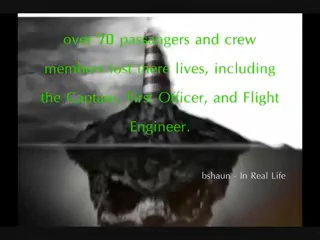 over 70 passengers and crew
members lost there lives, including
the Captain, First Officer, and Flight
Engineer.
bshaun - In Real Life